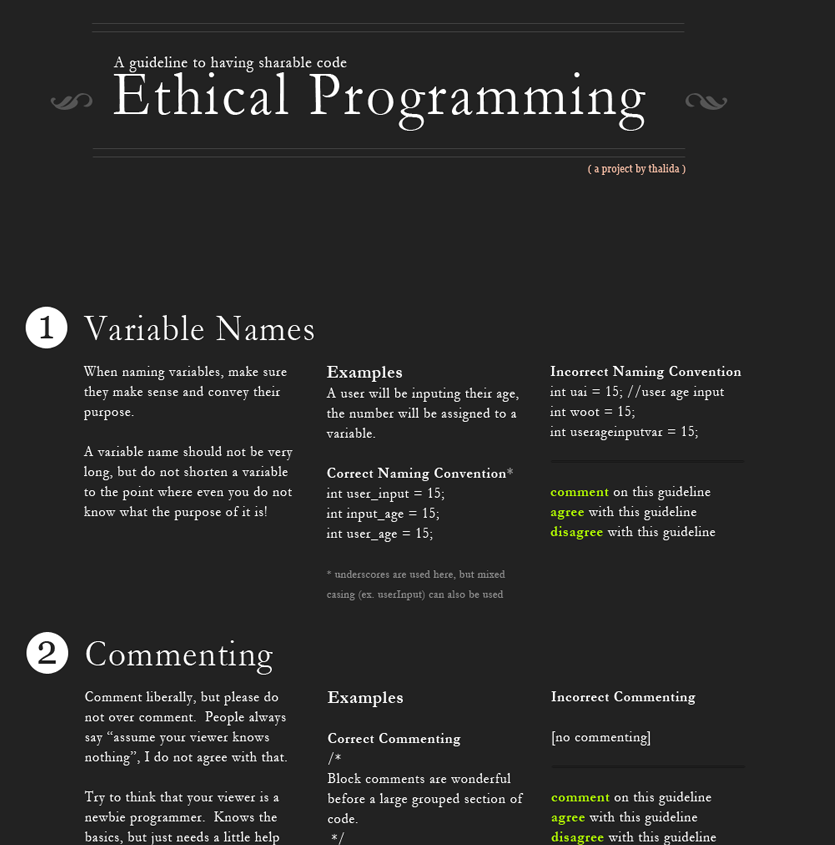 A guideline to having sharable code
Ethical Programming
( a project by thalida )
1 Variable Names
When naming variables, make sure
they make sense and convey their
purpose.
A variable name should not be very
long, but do not shorten a variable
to the point where even you do not
know what the purpose of it is!
Examples
A user will be inputing their age,
the number will be assigned to a
variable.
Correct Naming Convention*
int user_input = 15;
int input_age = 15;
int user_age = 15;
* underscores are used here, but mixed
casing (ex. userInput) can also be used
Incorrect Naming Convention
int uai = 15; //user age input
int woot = 15;
int userageinputvar = 15;
comment on this guideline
agree with this guideline
disagree with this guideline
2 Commenting
Comment liberally, but please do
not over comment.  People always
say “assume your viewer knows
nothing”, I do not agree with that.
Try to think that your viewer is a
newbie programmer.  Knows the
basics, but just needs a little help
Examples
Correct Commenting
/*
Block comments are wonderful
before a large grouped section of
code.
*/
Incorrect Commenting
[no commenting]
comment on this guideline
agree with this guideline
disagree with this guideline